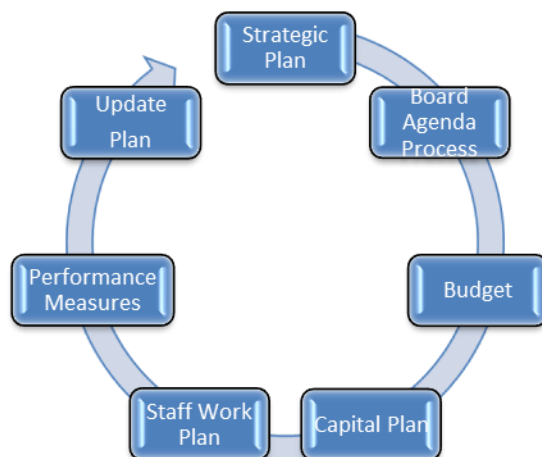 Strategic
Plan
Board
Agenda
Process
Budget
Capital Plan
Staff Work
Plan
Performance
Measures
Update
Plan